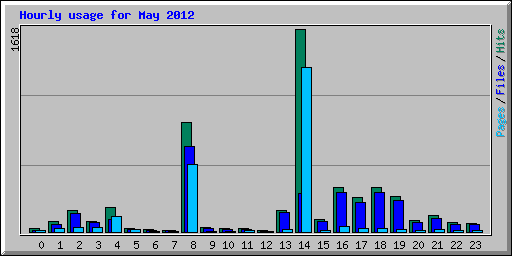 Hourly usage for May 2012
1618
Pages / Files / Hits
0 1 2 3 4 5 6 7 8 9 10 11 12 13 14 15 16 17 18 19 20 21 22 23